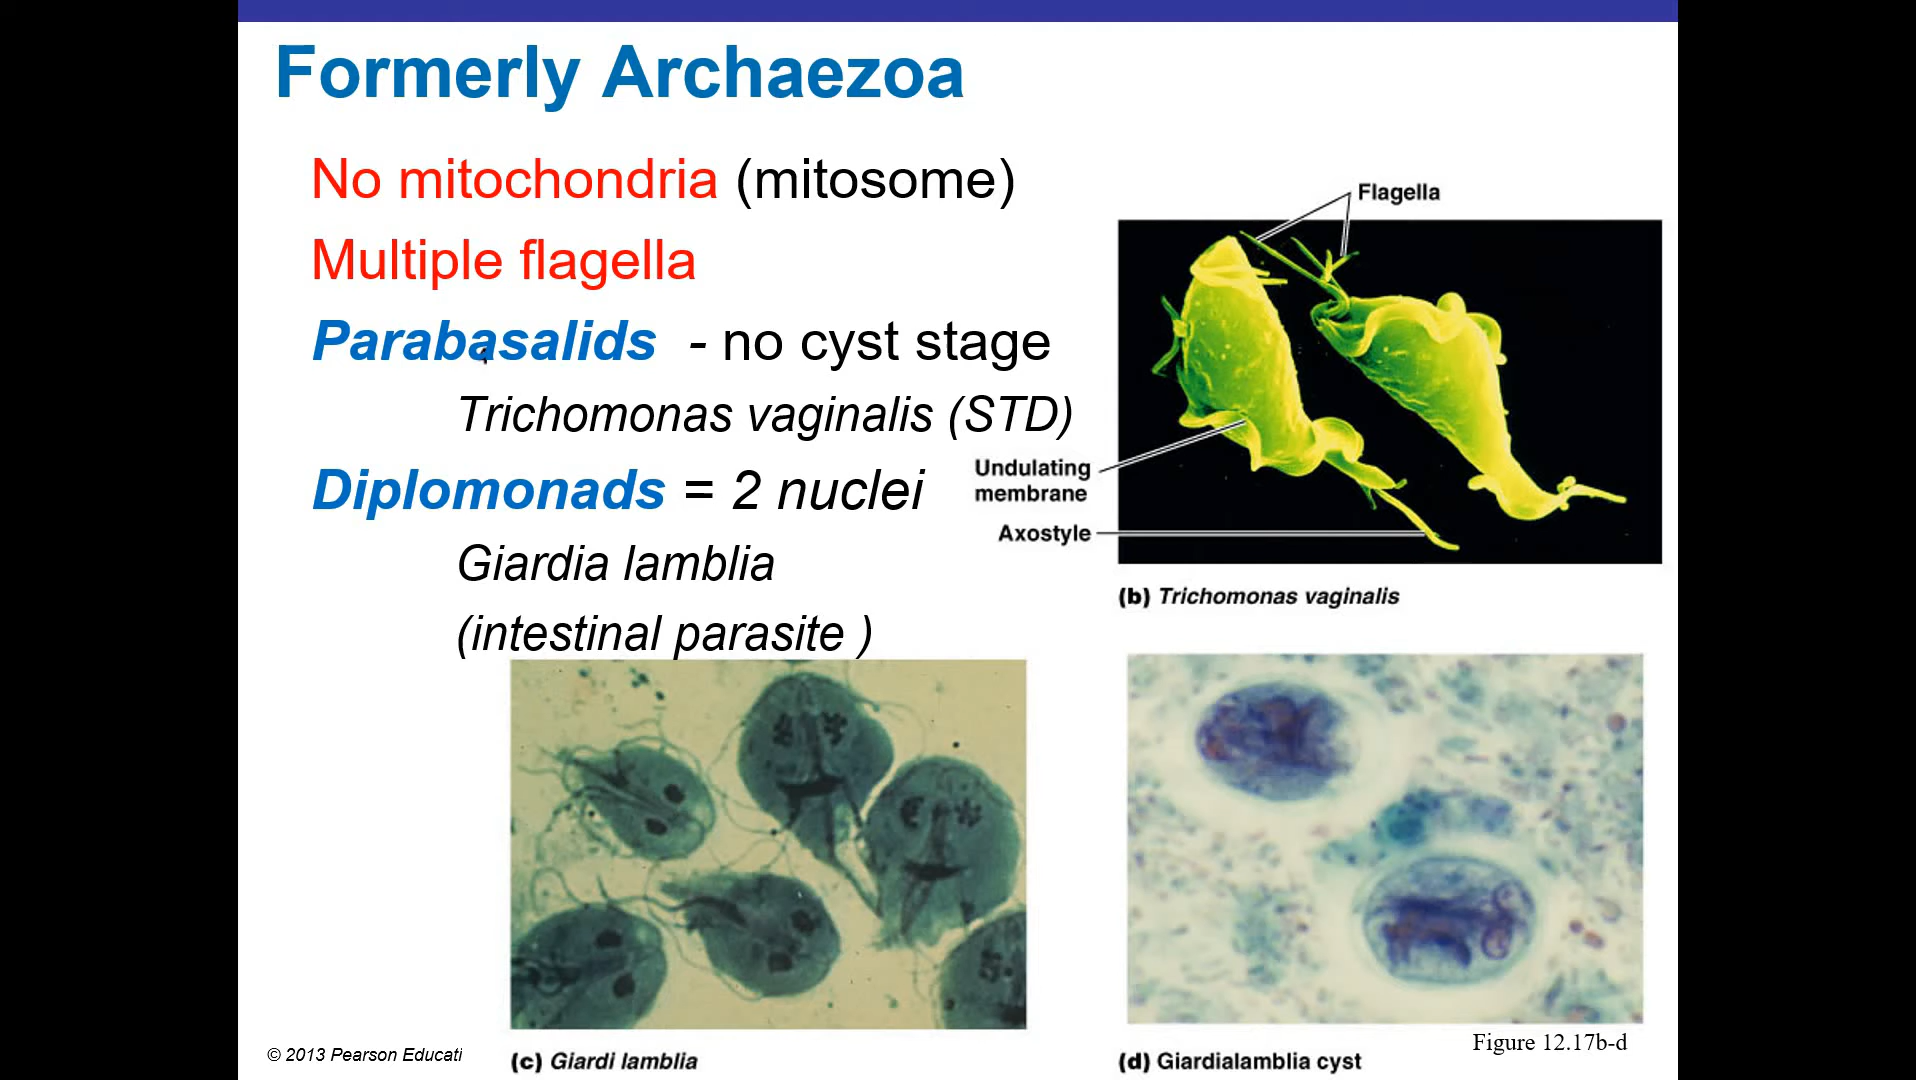 Formerly Archaezoa
No mitochondria (mitosome)
Multiple flagella
Parabasalids - no cyst stage
Trichomonas vaginalis (STD)
Diplomonads = 2 nuclei
Giardia lamblia
(intestinal parasite )
Flagella
Undulating
membrane
Axostyle
(b) Trichomonas vaginalis
(c) Giardi lamblia
(d) Giardialamblia cyst
Figure 12.17b-d
© 2013 Pearson Educati